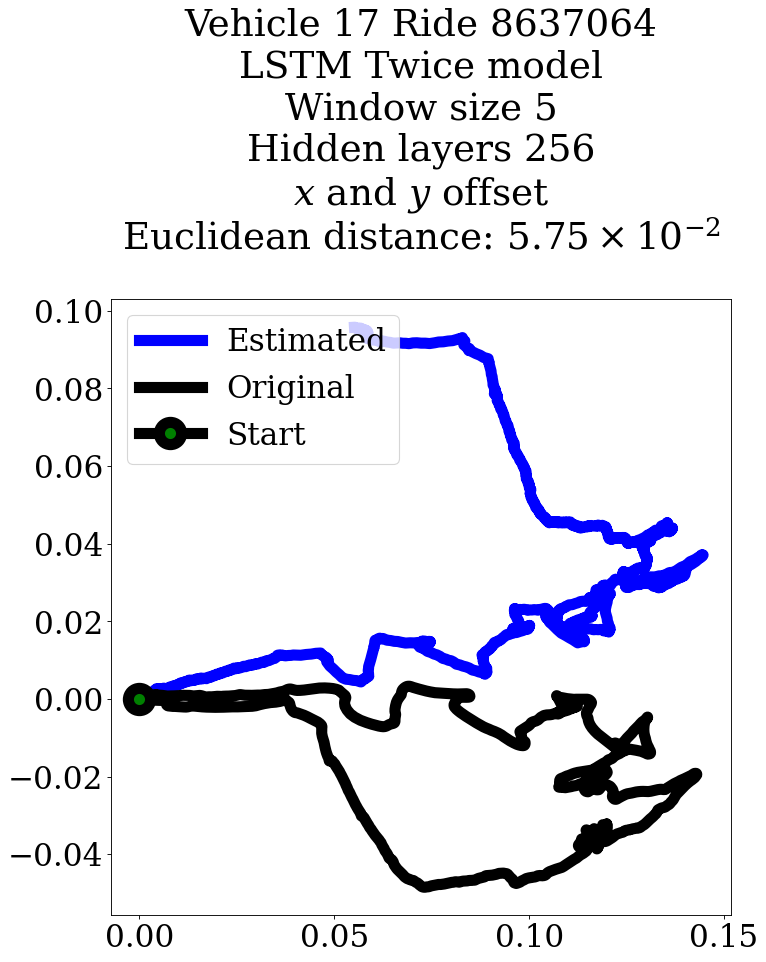 Vehicle 17 Ride 8637064
LSTM Twice model
Window size 5
Hidden layers 256
x and y offset
Euclidean distance: 5.75 × 10⁻²
0.10
0.08
0.06
0.04
0.02
0.00
−0.02
−0.04
Estimated
Original
Start
0.00 0.05 0.10 0.15